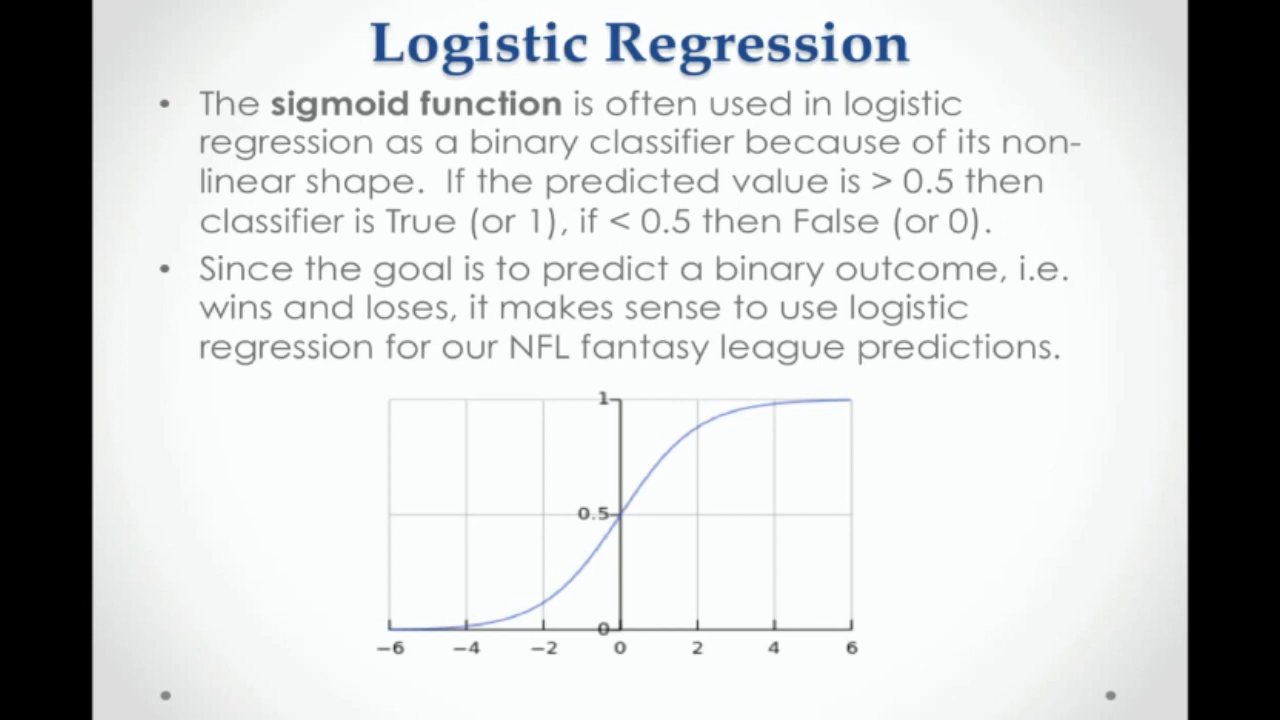 Logistic Regression
• The sigmoid function is often used in logistic
regression as a binary classifier because of its non-
linear shape.  If the predicted value is > 0.5 then
classifier is True (or 1), if < 0.5 then False (or 0).
• Since the goal is to predict a binary outcome, i.e.
wins and loses, it makes sense to use logistic
regression for our NFL fantasy league predictions.
1
0.5
0
−6 −4 −2 0 2 4 6